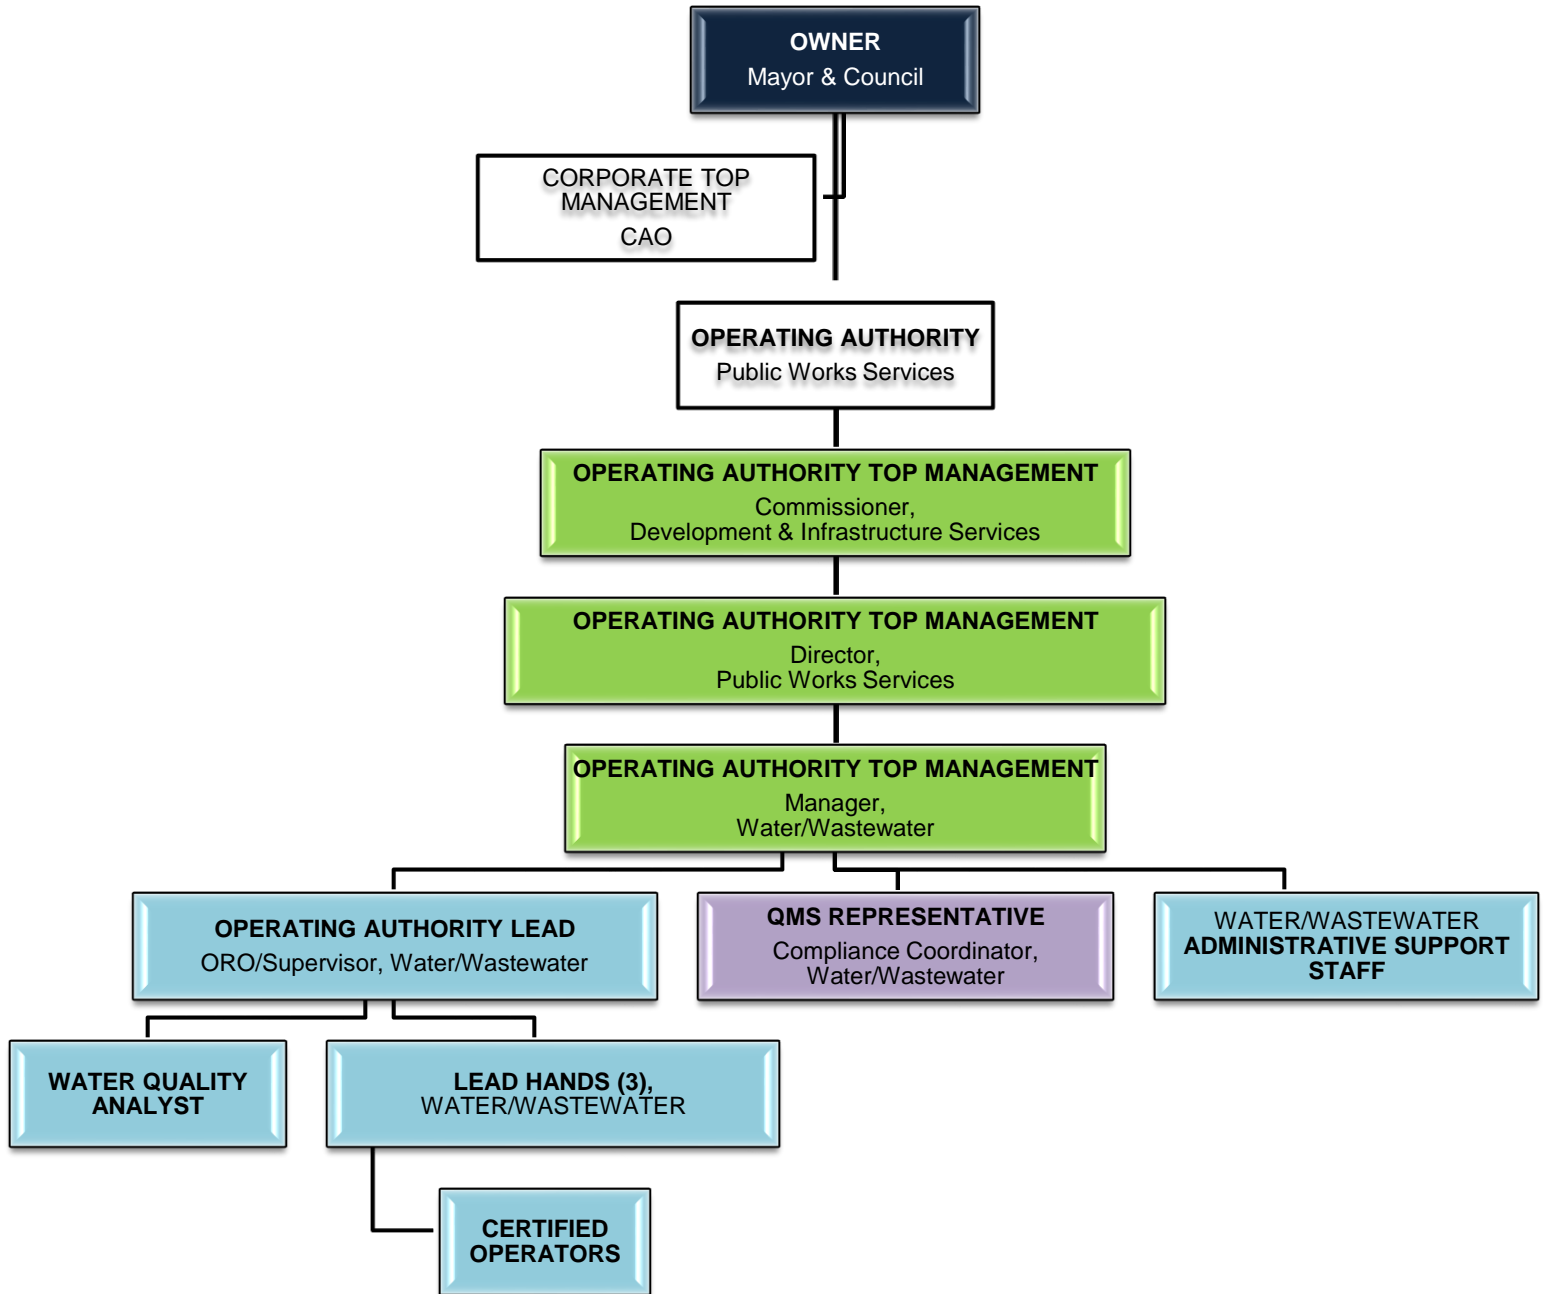 OWNER
Mayor & Council
CORPORATE TOP
MANAGEMENT
CAO
OPERATING AUTHORITY
Public Works Services
OPERATING AUTHORITY TOP MANAGEMENT
Commissioner,
Development & Infrastructure Services
OPERATING AUTHORITY TOP MANAGEMENT
Director,
Public Works Services
OPERATING AUTHORITY TOP MANAGEMENT
Manager,
Water/Wastewater
OPERATING AUTHORITY LEAD
ORO/Supervisor, Water/Wastewater
QMS REPRESENTATIVE
Compliance Coordinator,
Water/Wastewater
WATER/WASTEWATER
ADMINISTRATIVE SUPPORT
STAFF
WATER QUALITY
ANALYST
LEAD HANDS (3),
WATER/WASTEWATER
CERTIFIED
OPERATORS